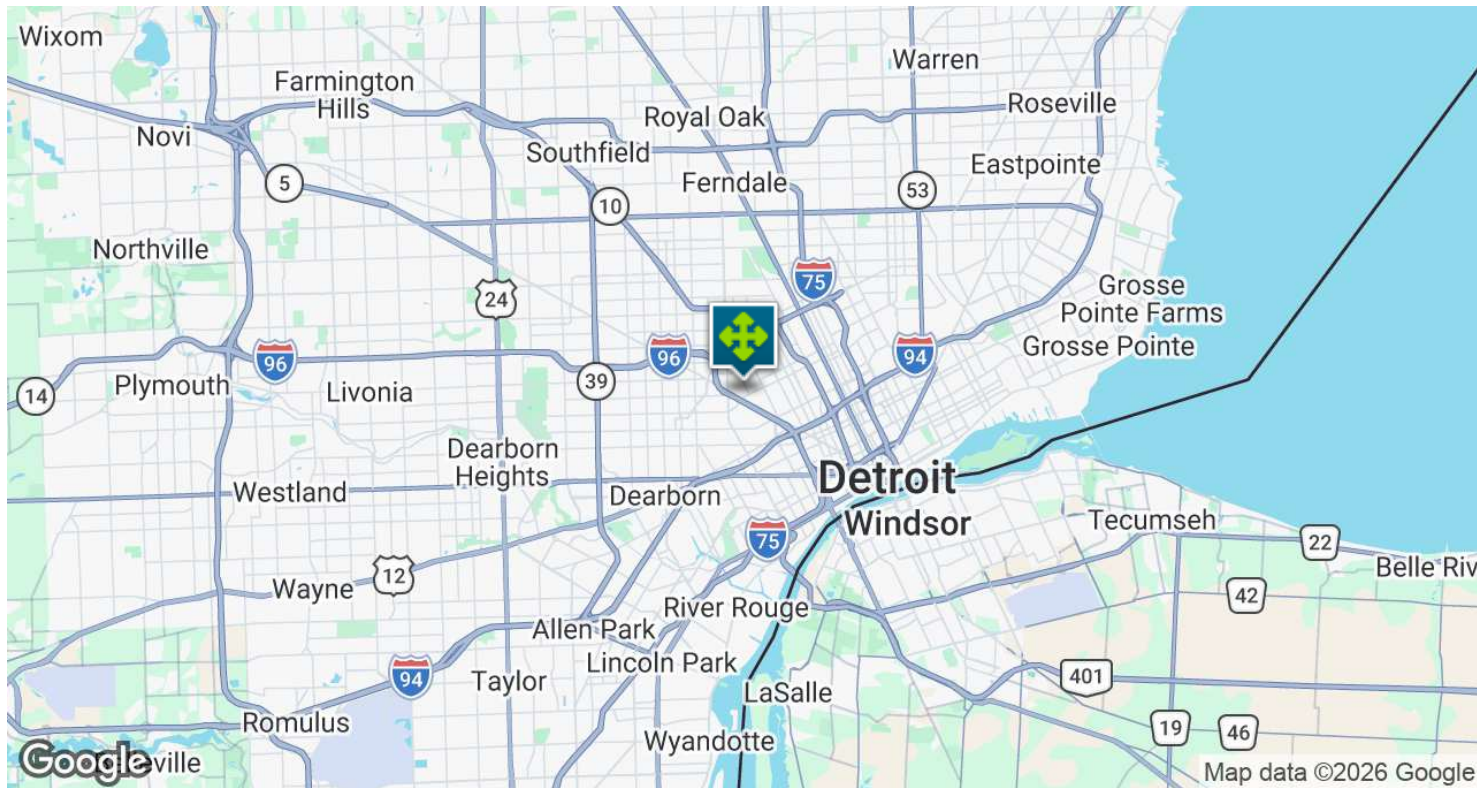 Wixom
Warren
Farmington
Hills
Roseville
Royal Oak
Novi
Southfield
Eastpointe
Ferndale
5
53
10
Northville
75
24
Grosse
Pointe Farms
Grosse Pointe
96
96
94
39
Plymouth
Livonia
14
Dearborn
Heights
Detroit
Westland
Dearborn
Windsor
Tecumseh
75
22
12
Belle Riv
Wayne
42
River Rouge
Allen Park
Lincoln Park
94
Taylor
401
LaSalle
Romulus
19
46
Wyandotte
Google
eville
Map data ©2026 Google